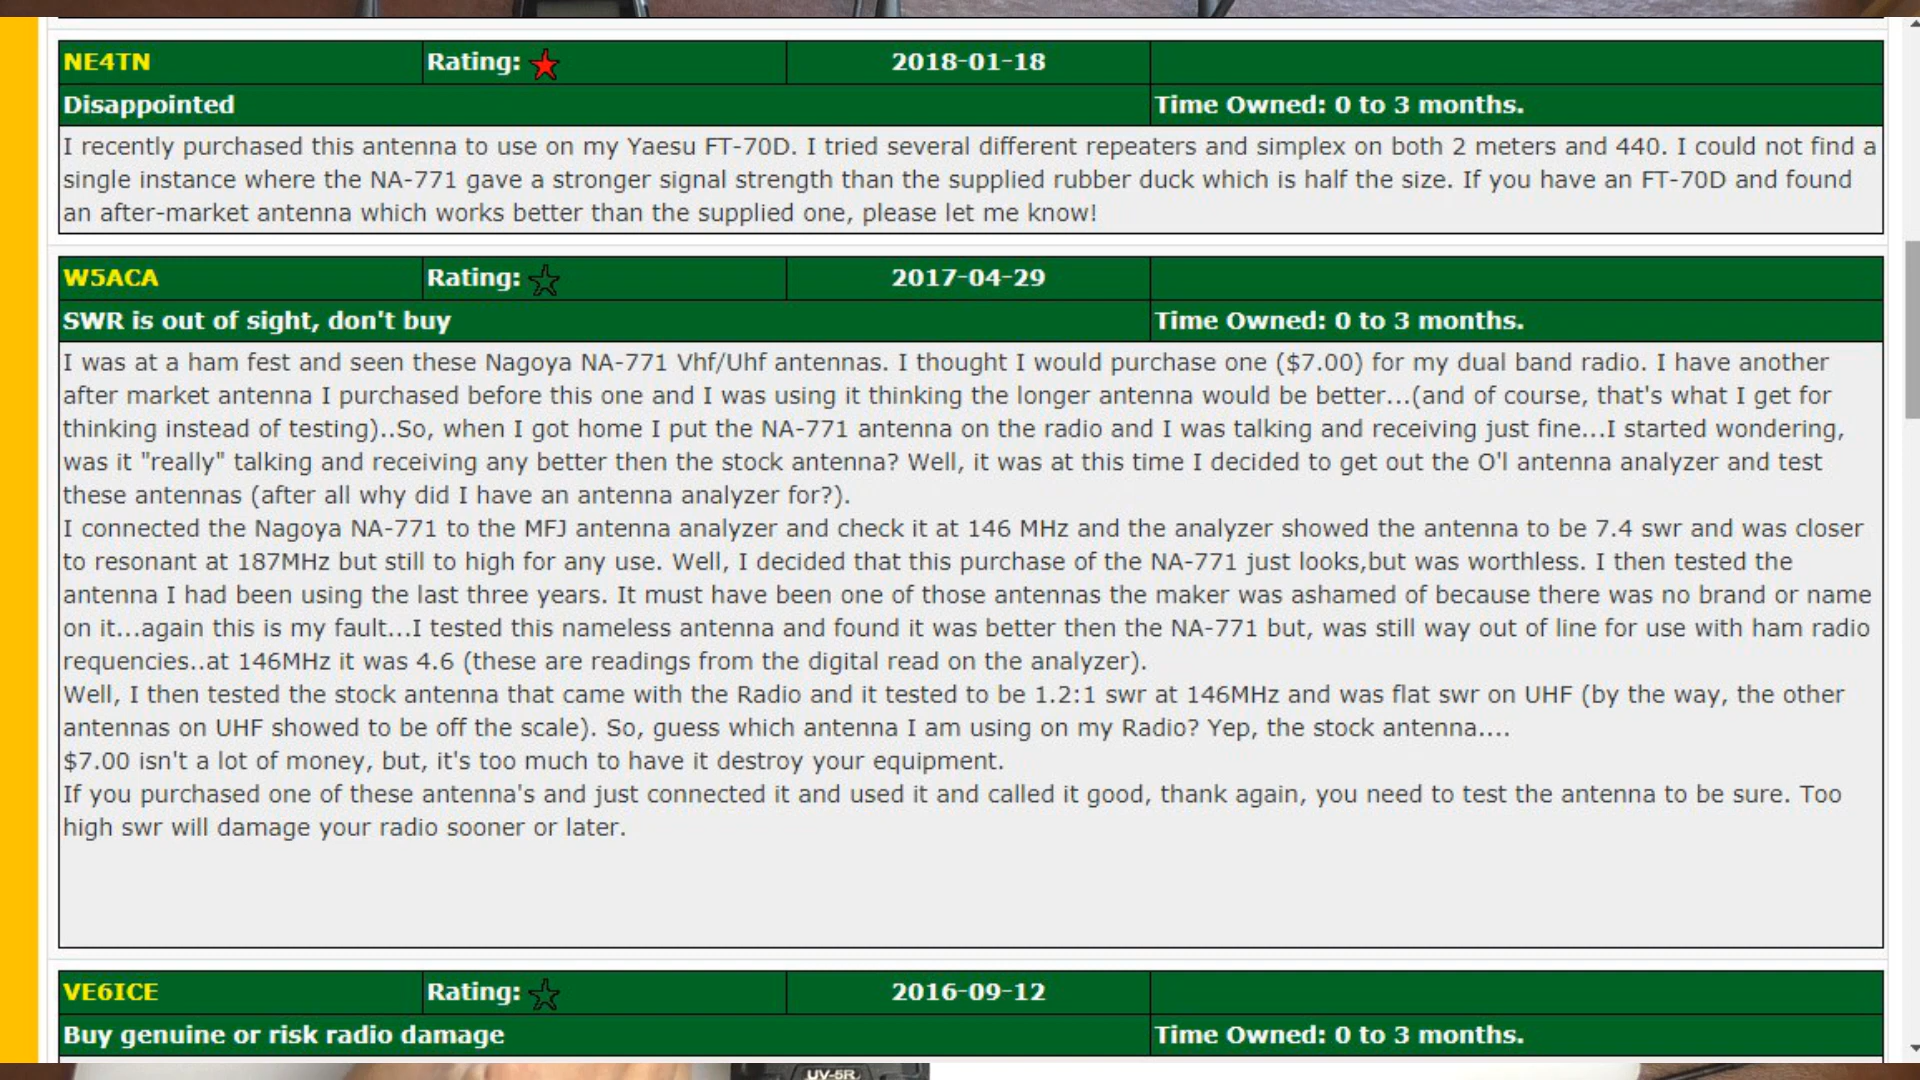 NE4TN Rating: 2018-01-18
Disappointed Time Owned: 0 to 3 months.
I recently purchased this antenna to use on my Yaesu FT-70D. I tried several different repeaters and simplex on both 2 meters and 440. I could not find a
single instance where the NA-771 gave a stronger signal strength than the supplied rubber duck which is half the size. If you have an FT-70D and found
an after-market antenna which works better than the supplied one, please let me know!
W5ACA Rating: 2017-04-29
SWR is out of sight, don't buy Time Owned: 0 to 3 months.
I was at a ham fest and seen these Nagoya NA-771 Vhf/Uhf antennas. I thought I would purchase one ($7.00) for my dual band radio. I have another
after market antenna I purchased before this one and I was using it thinking the longer antenna would be better...(and of course, that's what I get for
thinking instead of testing)..So, when I got home I put the NA-771 antenna on the radio and I was talking and receiving just fine...I started wondering,
was it "really" talking and receiving any better then the stock antenna? Well, it was at this time I decided to get out the O'l antenna analyzer and test
these antennas (after all why did I have an antenna analyzer for?).
I connected the Nagoya NA-771 to the MFJ antenna analyzer and check it at 146 MHz and the analyzer showed the antenna to be 7.4 swr and was closer
to resonant at 187MHz but still to high for any use. Well, I decided that this purchase of the NA-771 just looks,but was worthless. I then tested the
antenna I had been using the last three years. It must have been one of those antennas the maker was ashamed of because there was no brand or name
on it...again this is my fault...I tested this nameless antenna and found it was better then the NA-771 but, was still way out of line for use with ham radio
requencies..at 146MHz it was 4.6 (these are readings from the digital read on the analyzer).
Well, I then tested the stock antenna that came with the Radio and it tested to be 1.2:1 swr at 146MHz and was flat swr on UHF (by the way, the other
antennas on UHF showed to be off the scale). So, guess which antenna I am using on my Radio? Yep, the stock antenna....
$7.00 isn't a lot of money, but, it's too much to have it destroy your equipment.
If you purchased one of these antenna's and just connected it and used it and called it good, thank again, you need to test the antenna to be sure. Too
high swr will damage your radio sooner or later.
VE6ICE Rating: 2016-09-12
Buy genuine or risk radio damage Time Owned: 0 to 3 months.
UV-5R